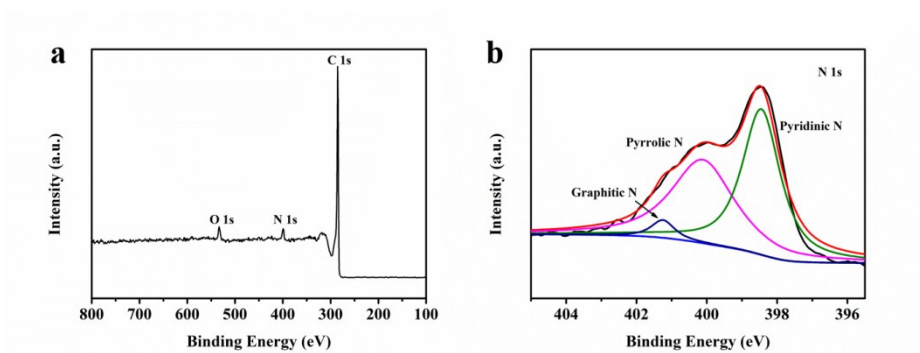 a
C 1s
O 1s
N 1s
Intensity (a.u.)
800 700 600 500 400 300 200 100
Binding Energy (eV)
b
N 1s
Pyridinic N
Pyrrolic N
Graphitic N
Intensity (a.u.)
404 402 400 398 396
Binding Energy (eV)